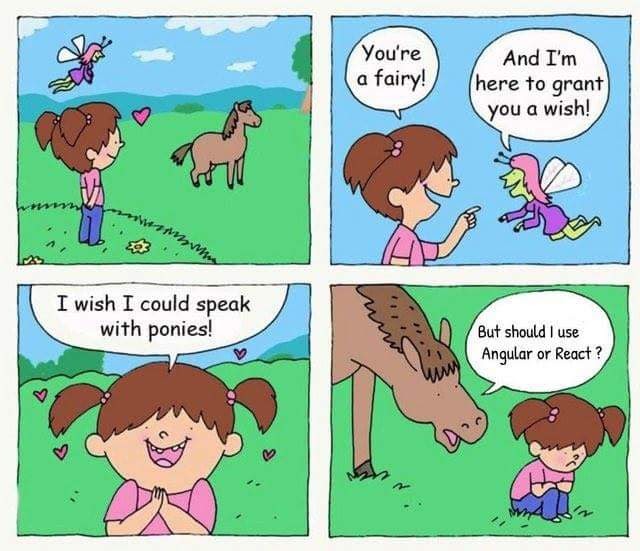 You're
a fairy!
And I'm
here to grant
you a wish!
I wish I could speak
with ponies!
But should I use
Angular or React ?